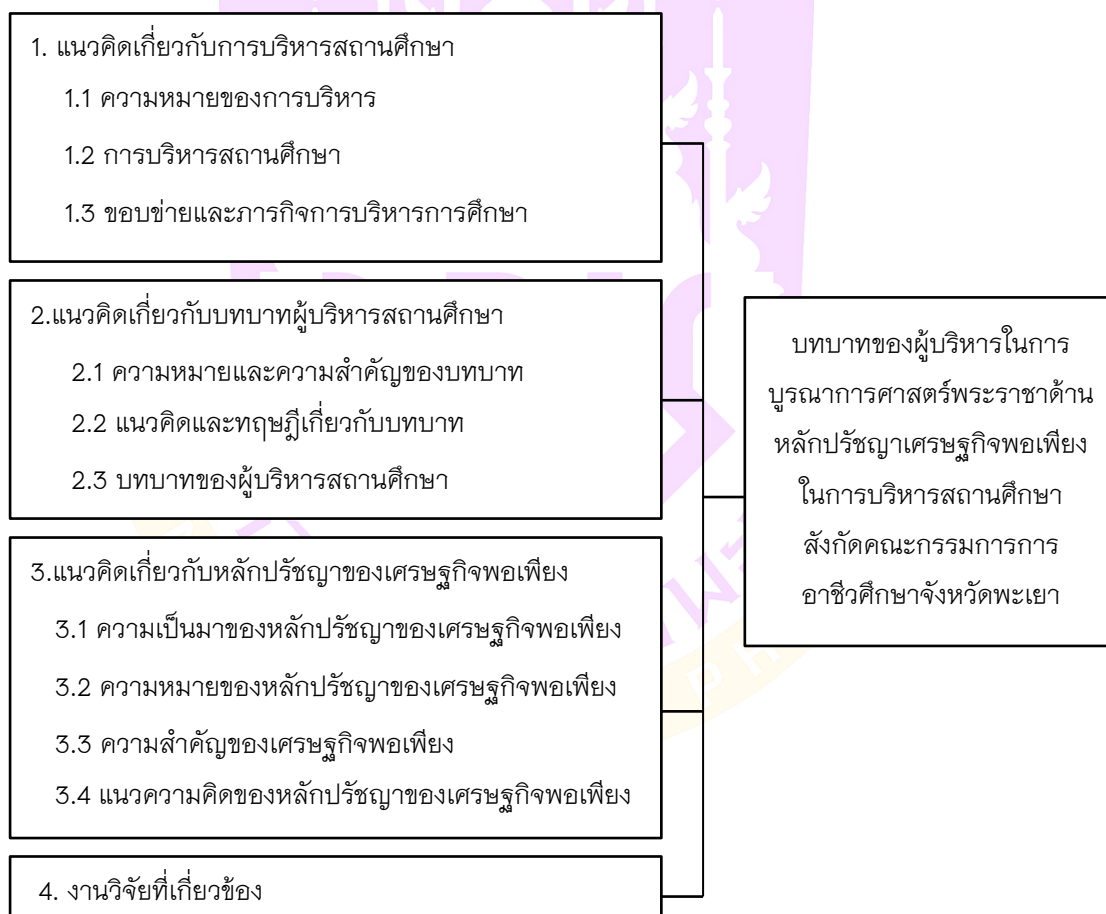 1. แนวคิดเกี่ยวกับการบริหารสถานศึกษา
1.1 ความหมายของการบริหาร
1.2 การบริหารสถานศึกษา
1.3 ขอบข่ายและภารกิจการบริหารการศึกษา
2.แนวคิดเกี่ยวกับบทบาทผู้บริหารสถานศึกษา
2.1 ความหมายและความสำคัญของบทบาท
2.2 แนวคิดและทฤษฎีเกี่ยวกับบทบาท
2.3 บทบาทของผู้บริหารสถานศึกษา
3.แนวคิดเกี่ยวกับหลักปรัชญาของเศรษฐกิจพอเพียง
3.1 ความเป็นมาของหลักปรัชญาของเศรษฐกิจพอเพียง
3.2 ความหมายของหลักปรัชญาของเศรษฐกิจพอเพียง
3.3 ความสำคัญของเศรษฐกิจพอเพียง
3.4 แนวความคิดของหลักปรัชญาของเศรษฐกิจพอเพียง
4. งานวิจัยที่เกี่ยวข้อง
บทบาทของผู้บริหารในการ
บูรณาการศาสตร์พระราชาด้าน
หลักปรัชญาเศรษฐกิจพอเพียง
ในการบริหารสถานศึกษา
สังกัดคณะกรรมการการ
อาชีวศึกษาจังหวัดพะเยา